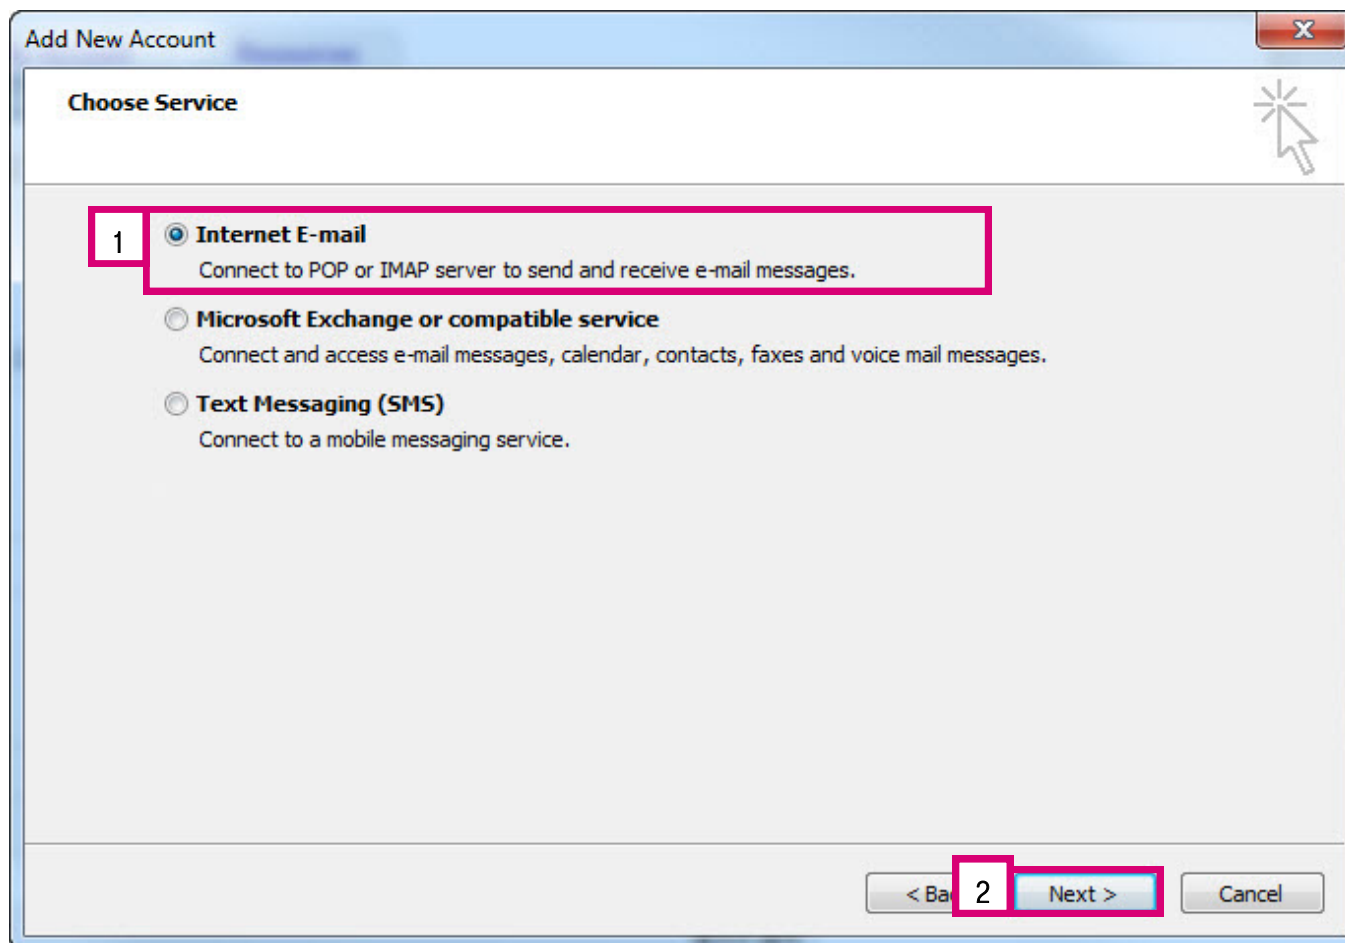 Add New Account
Choose Service
1
Internet E-mail
Connect to POP or IMAP server to send and receive e-mail messages.
Microsoft Exchange or compatible service
Connect and access e-mail messages, calendar, contacts, faxes and voice mail messages.
Text Messaging (SMS)
Connect to a mobile messaging service.
< Ba 2 Next > Cancel